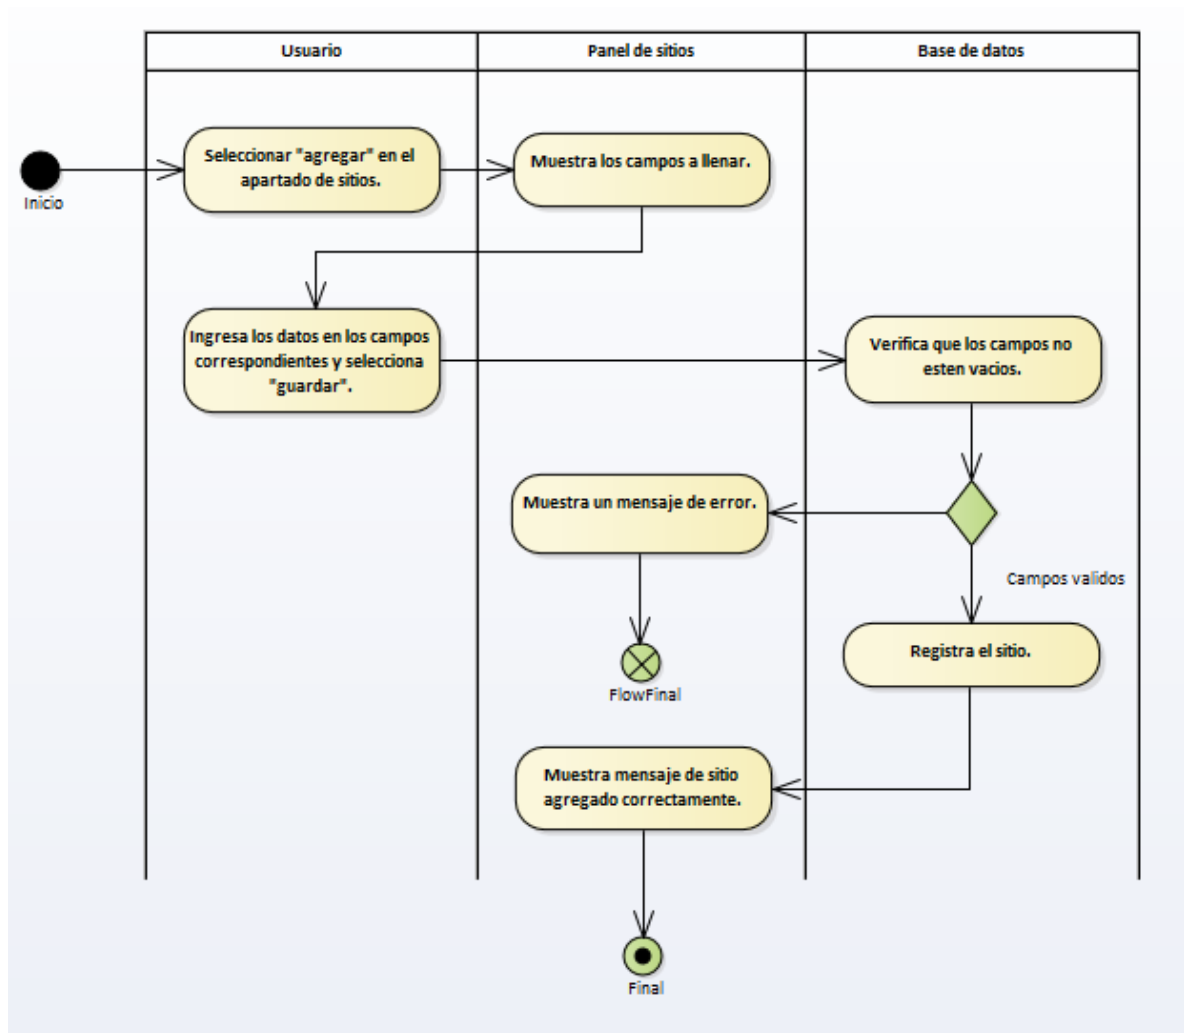 Usuario
Panel de sitios
Base de datos
Seleccionar "agregar" en el
apartado de sitios.
Muestra los campos a llenar.
Inicio
Ingresa los datos en los campos
correspondientes y selecciona
"guardar".
Verifica que los campos no
esten vacios.
Muestra un mensaje de error.
Campos validos
Registra el sitio.
FlowFinal
Muestra mensaje de sitio
agregado correctamente.
Final